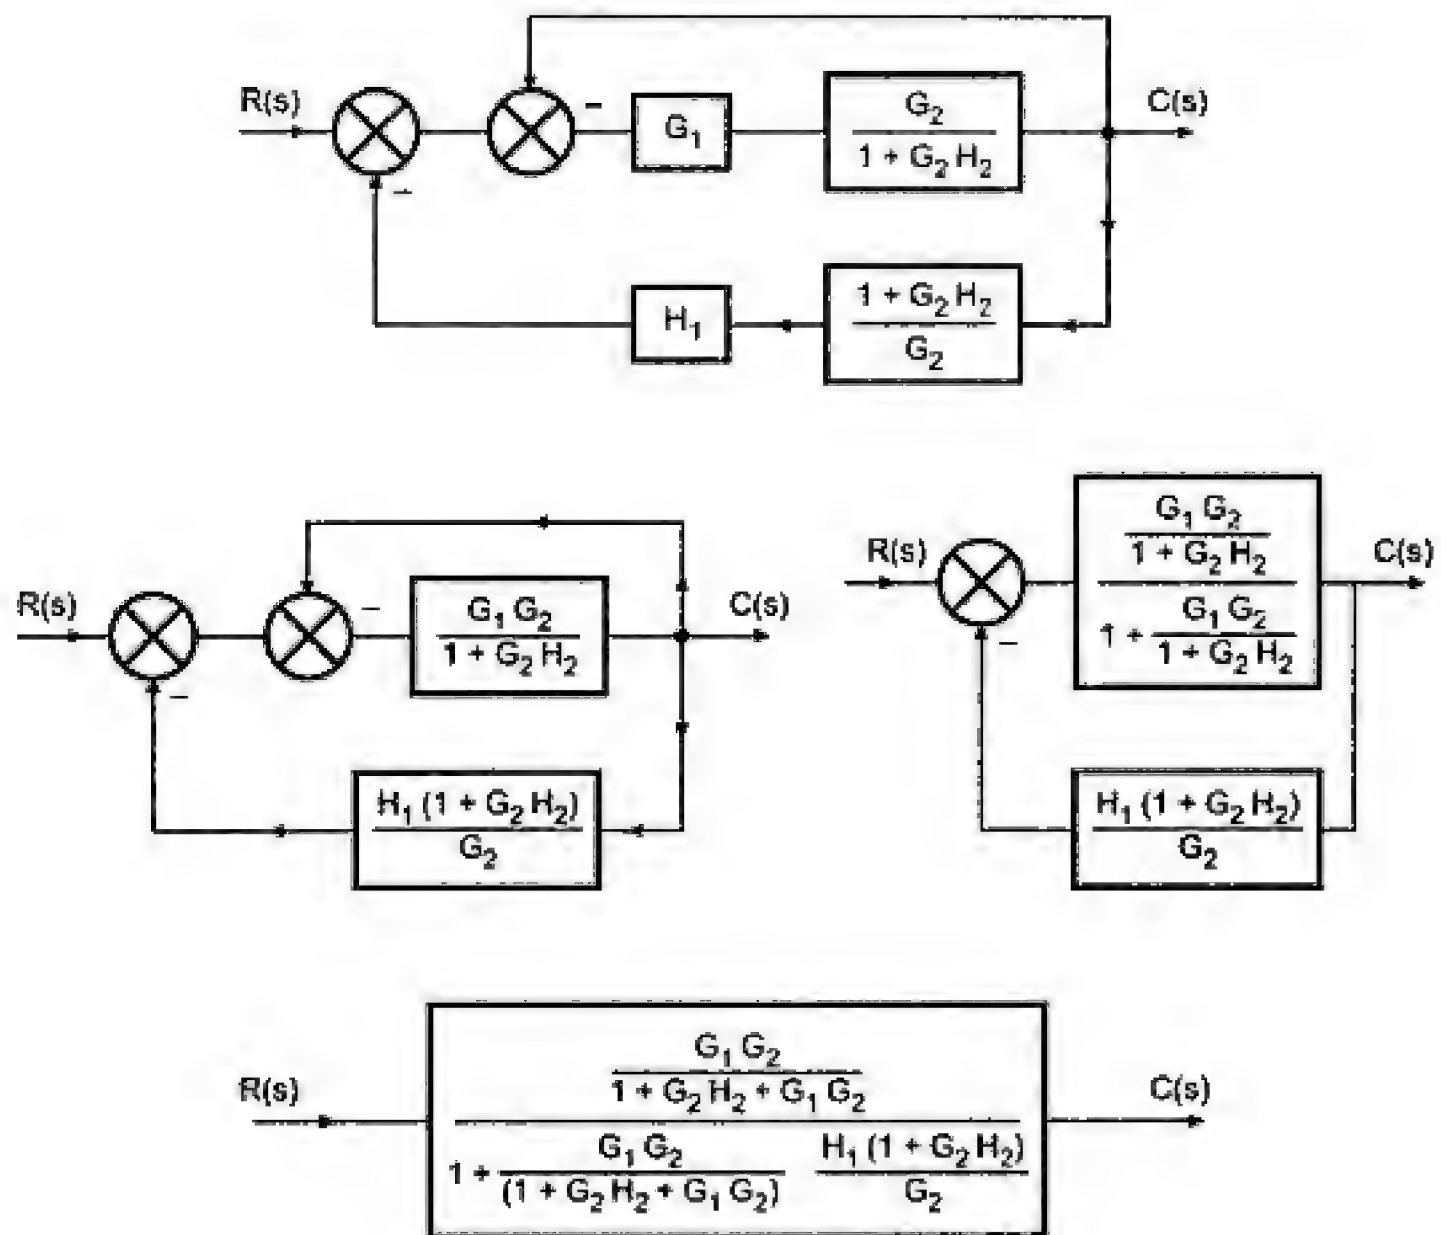 R(s) − G₁ G₂ / 1 + G₂ H₂ C(s)
−
H₁ 1 + G₂ H₂ / G₂
R(s) − G₁ G₂ / 1 + G₂ H₂ C(s)
−
H₁ (1 + G₂ H₂) / G₂
R(s) G₁ G₂ / 1 + G₂ H₂ C(s)
1 + G₁ G₂ / 1 + G₂ H₂
−
H₁ (1 + G₂ H₂) / G₂
R(s) G₁ G₂ / 1 + G₂ H₂ + G₁ G₂ C(s)
1 + G₁ G₂ / (1 + G₂ H₂ + G₁ G₂) H₁ (1 + G₂ H₂) / G₂